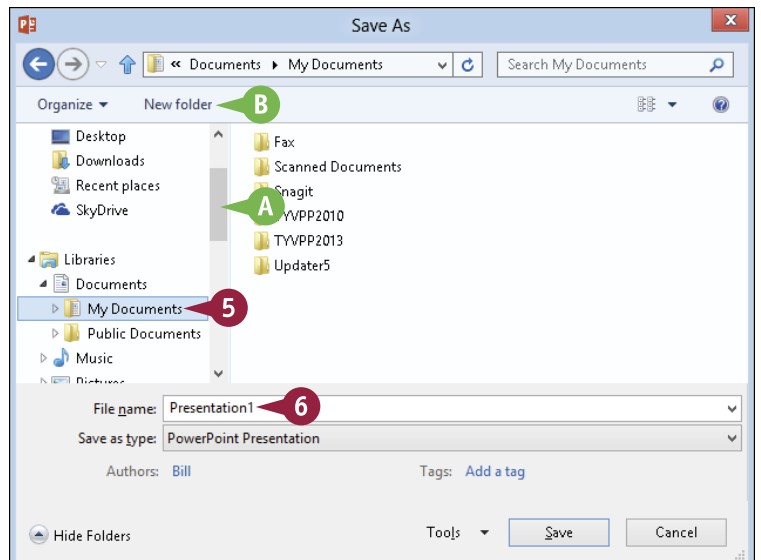 P
Save As
x
« Documents ▸ My Documents
Search My Documents
Organize New folder B
?
Desktop
Downloads
Recent places
SkyDrive
Libraries
Documents
My Documents 5
Public Documents
Music
Pictures
Fax
Scanned Documents
Snagit
A
TYVPP2010
TYVPP2013
Updater5
File name: Presentation1 6
Save as type: PowerPoint Presentation
Authors: Bill Tags: Add a tag
Hide Folders Tools Save Cancel